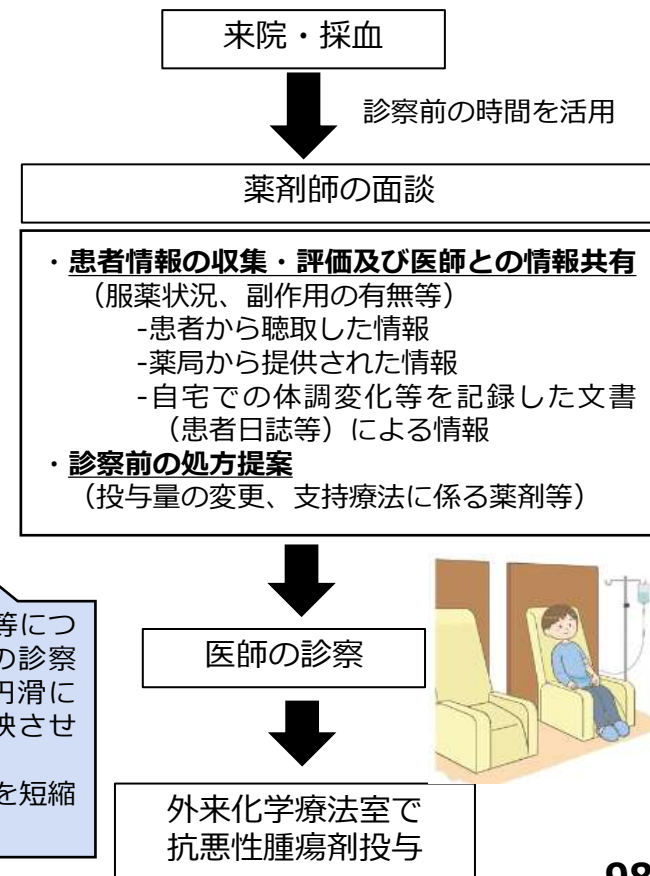 来院・採血
診察前の時間を活用
薬剤師の面談
・患者情報の収集・評価及び医師との情報共有
（服薬状況、副作用の有無等）
-患者から聴取した情報
-薬局から提供された情報
-自宅での体調変化等を記録した文書
（患者日誌等）による情報
・診察前の処方提案
（投与量の変更、支持療法に係る薬剤等）
等につ
の診察
円滑に
映させ
を短縮
医師の診察
外来化学療法室で
抗悪性腫瘍剤投与
98